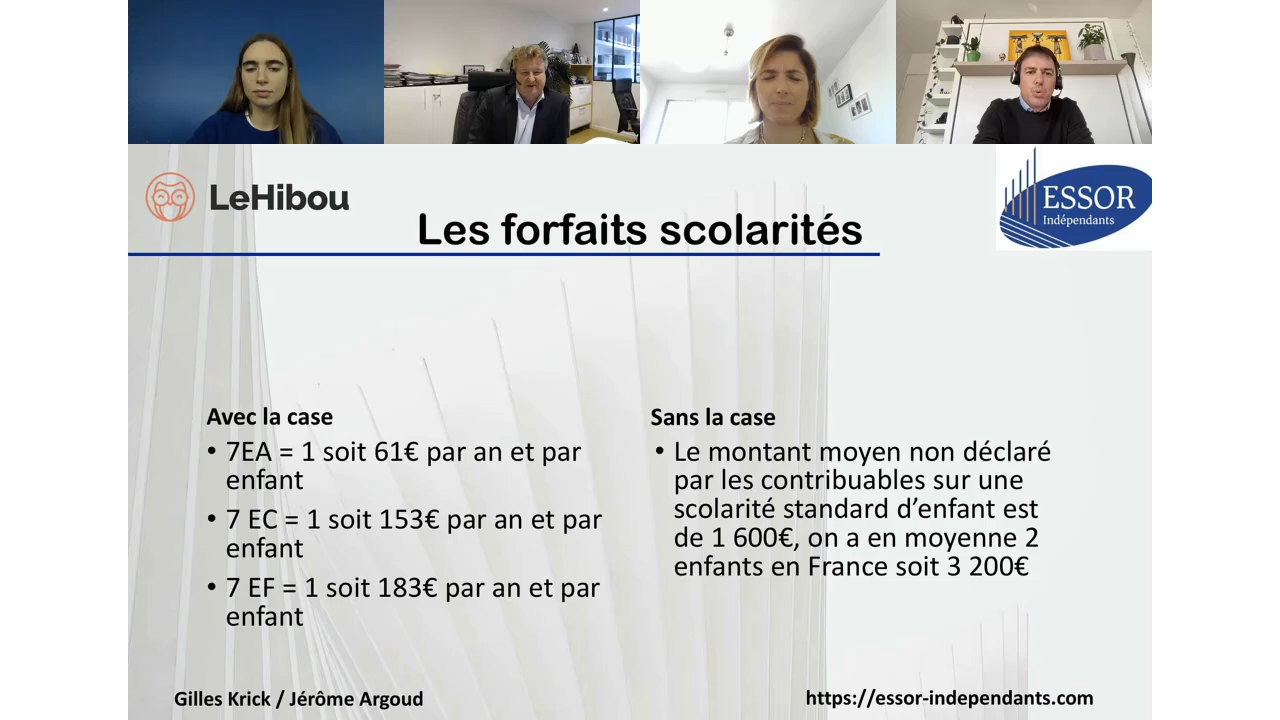 LeHibou
ESSOR
Indépendants
Les forfaits scolarités
Avec la case
• 7EA = 1 soit 61€ par an et par
enfant
• 7 EC = 1 soit 153€ par an et par
enfant
• 7 EF = 1 soit 183€ par an et par
enfant
Sans la case
• Le montant moyen non déclaré
par les contribuables sur une
scolarité standard d’enfant est
de 1 600€, on a en moyenne 2
enfants en France soit 3 200€
Gilles Krick / Jérôme Argoud
https://essor-independants.com